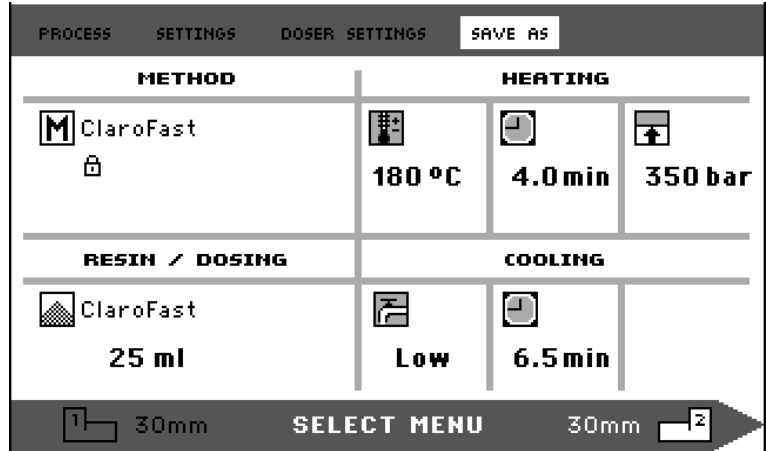 PROCESS SETTINGS DOSER SETTINGS SAVE AS
METHOD HEATING
M ClaroFast
180 ºC 4.0 min 350 bar
RESIN / DOSING COOLING
ClaroFast
25 ml Low 6.5 min
1 30mm SELECT MENU 30mm 2